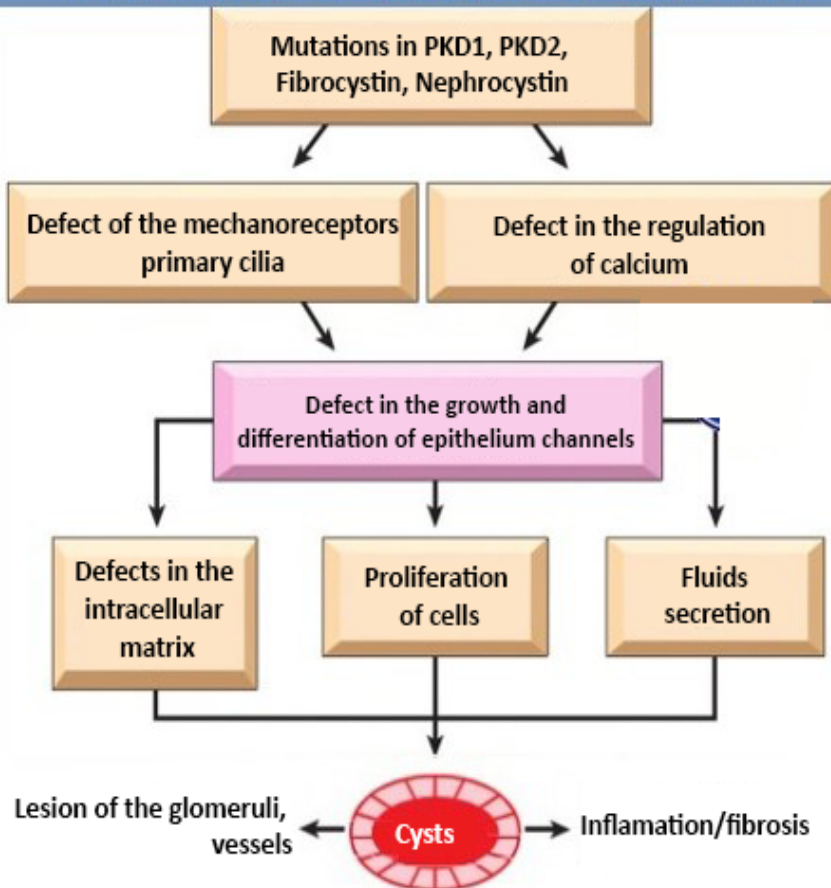 Mutations in PKD1, PKD2,
Fibrocystin, Nephrocystin
Defect of the mechanoreceptors
primary cilia
Defect in the regulation
of calcium
Defect in the growth and
differentiation of epithelium channels
Defects in the
intracellular
matrix
Proliferation
of cells
Fluids
secretion
Lesion of the glomeruli,
vessels
Cysts
Inflamation/fibrosis